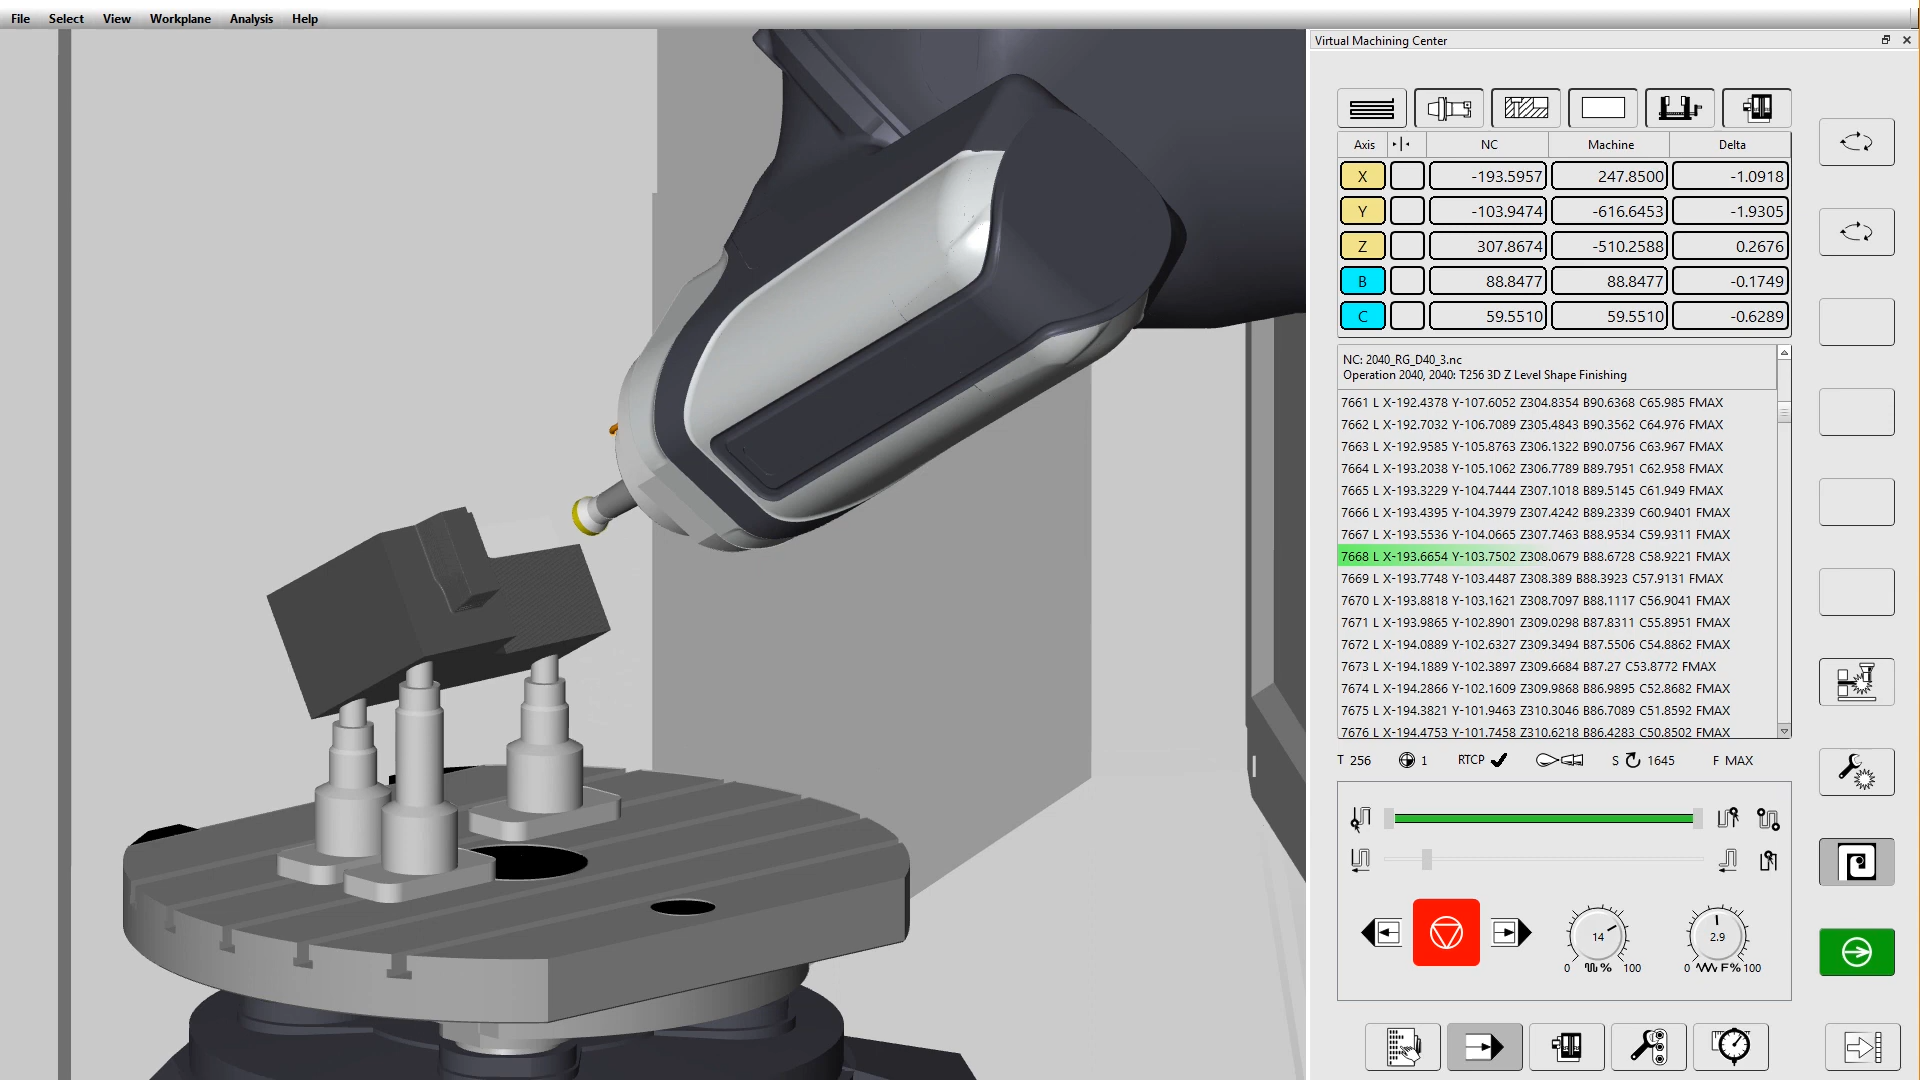 File Select View Workplane Analysis Help
Virtual Machining Center
Axis NC Machine Delta
X -193.5957 247.8500 -1.0918
Y -103.9474 -616.6453 -1.9305
Z 307.8674 -510.2588 0.2676
B 88.8477 88.8477 -0.1749
C 59.5510 59.5510 -0.6289
NC: 2040_RG_D40_3.nc
Operation 2040, 2040: T256 3D Z Level Shape Finishing
7661 L X-192.4378 Y-107.6052 Z304.8354 B90.6368 C65.985 FMAX
7662 L X-192.7032 Y-106.7089 Z305.4843 B90.3562 C64.976 FMAX
7663 L X-192.9585 Y-105.8763 Z306.1322 B90.0756 C63.967 FMAX
7664 L X-193.2038 Y-105.1062 Z306.7789 B89.7951 C62.958 FMAX
7665 L X-193.3229 Y-104.7444 Z307.1018 B89.5145 C61.949 FMAX
7666 L X-193.4395 Y-104.3979 Z307.4242 B89.2339 C60.9401 FMAX
7667 L X-193.5536 Y-104.0665 Z307.7463 B88.9534 C59.9311 FMAX
7668 L X-193.6654 Y-103.7502 Z308.0679 B88.6728 C58.9221 FMAX
7669 L X-193.7748 Y-103.4487 Z308.389 B88.3923 C57.9131 FMAX
7670 L X-193.8818 Y-103.1621 Z308.7097 B88.1117 C56.9041 FMAX
7671 L X-193.9865 Y-102.8901 Z309.0298 B87.8311 C55.8951 FMAX
7672 L X-194.0889 Y-102.6327 Z309.3494 B87.5506 C54.8862 FMAX
7673 L X-194.1889 Y-102.3897 Z309.6684 B87.27 C53.8772 FMAX
7674 L X-194.2866 Y-102.1609 Z309.9868 B86.9895 C52.8682 FMAX
7675 L X-194.3821 Y-101.9463 Z310.3046 B86.7089 C51.8592 FMAX
7676 L X-194.4753 Y-101.7458 Z310.6218 B86.4283 C50.8502 FMAX
T 256 1 RTCP S 1645 F MAX
14 2.9
0 % 100 0 F% 100